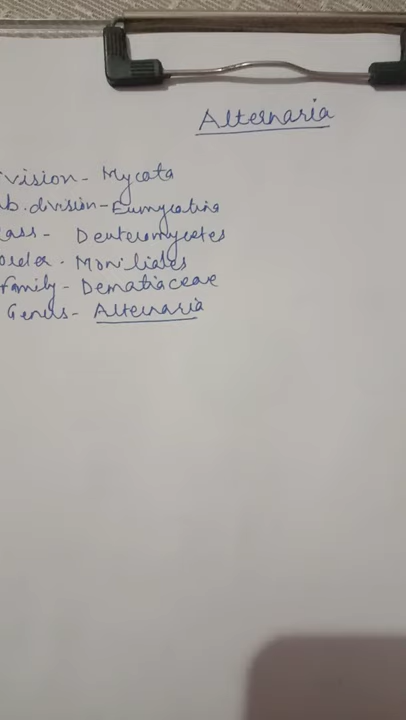 Alternaria
vision - Mycota
b.division - Eumycotina
lass - Deuteromycetes
order - Moniliales
Family - Dematiaceae
Genus - Alternaria